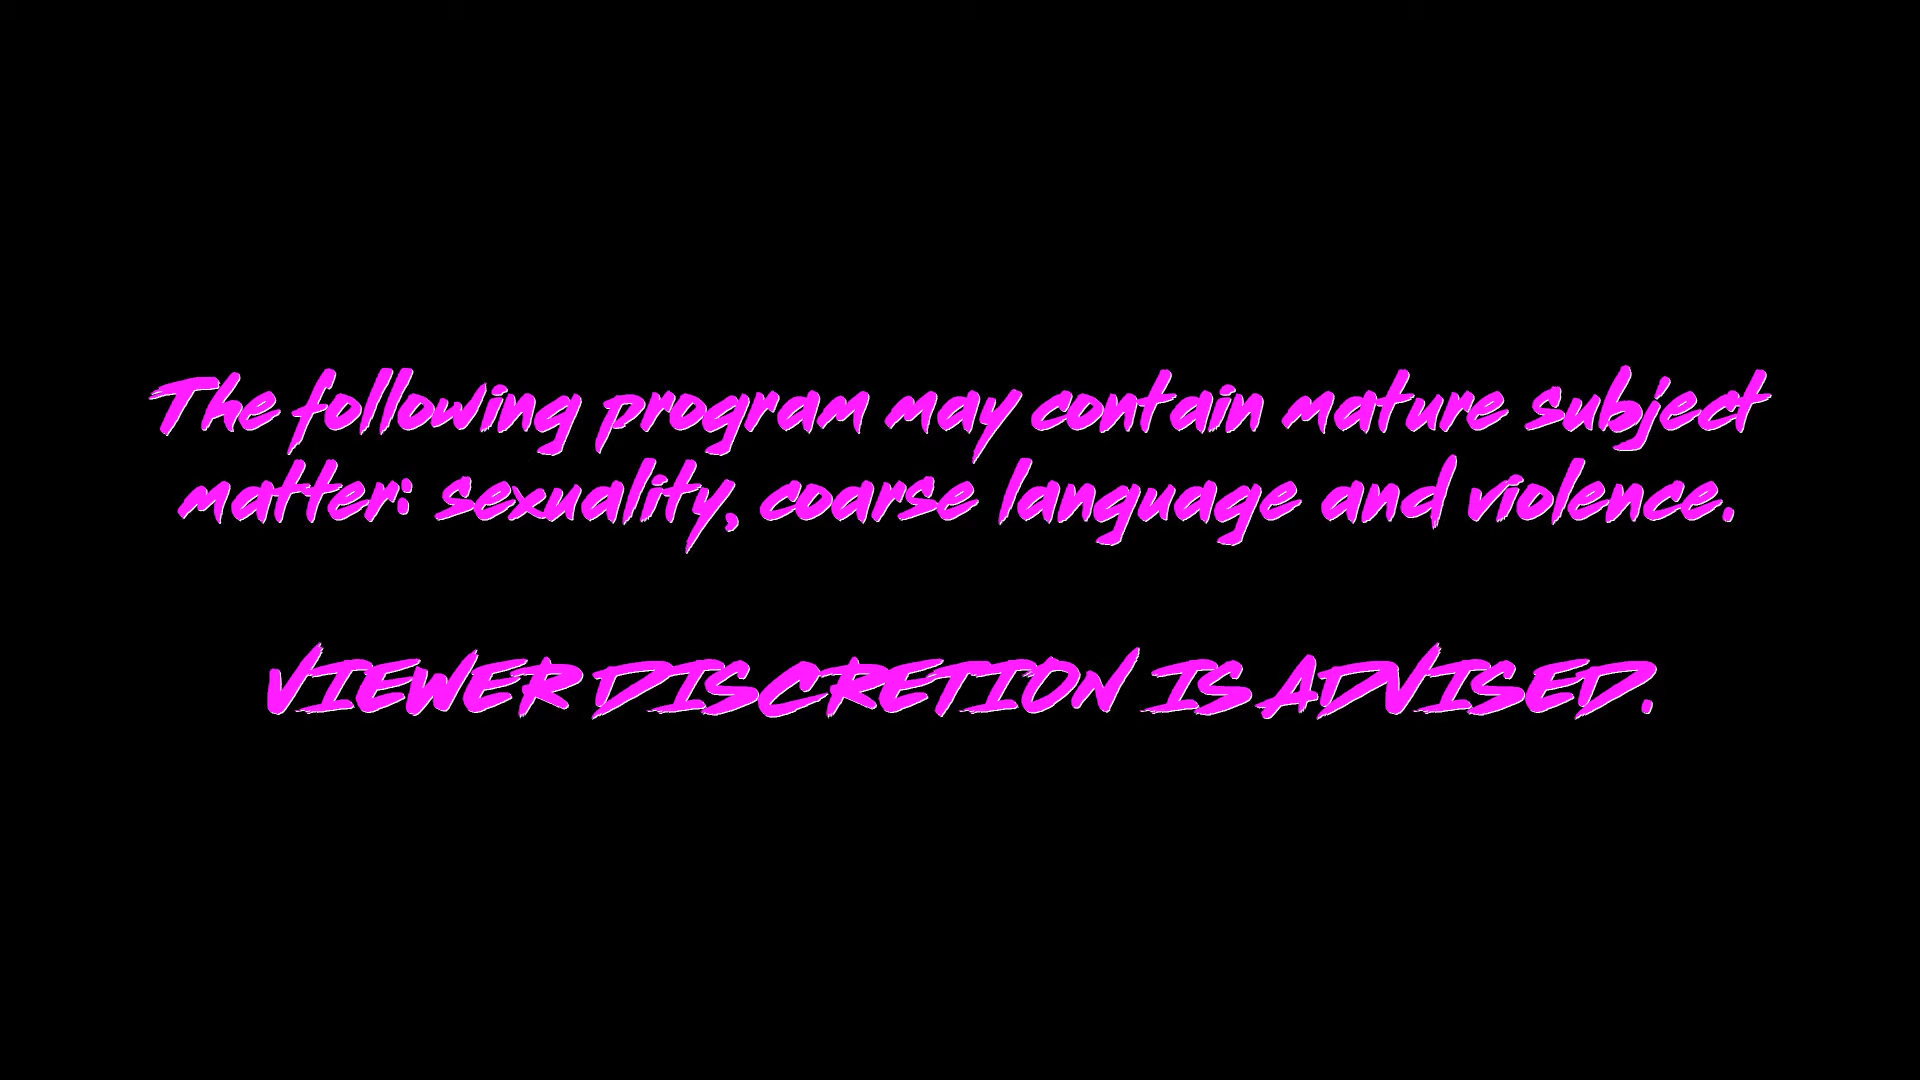 The following program may contain mature subject
matter: sexuality, coarse language and violence.
VIEWER DISCRETION IS ADVISED.